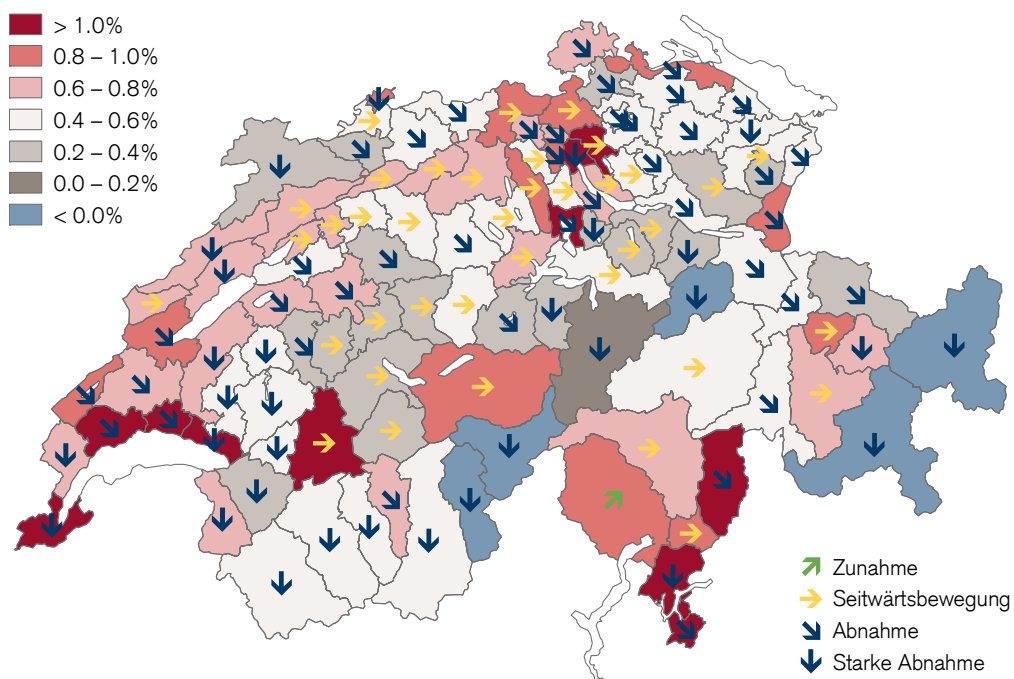 > 1.0%
0.8 – 1.0%
0.6 – 0.8%
0.4 – 0.6%
0.2 – 0.4%
0.0 – 0.2%
< 0.0%
Zunahme
Seitwärtsbewegung
Abnahme
Starke Abnahme